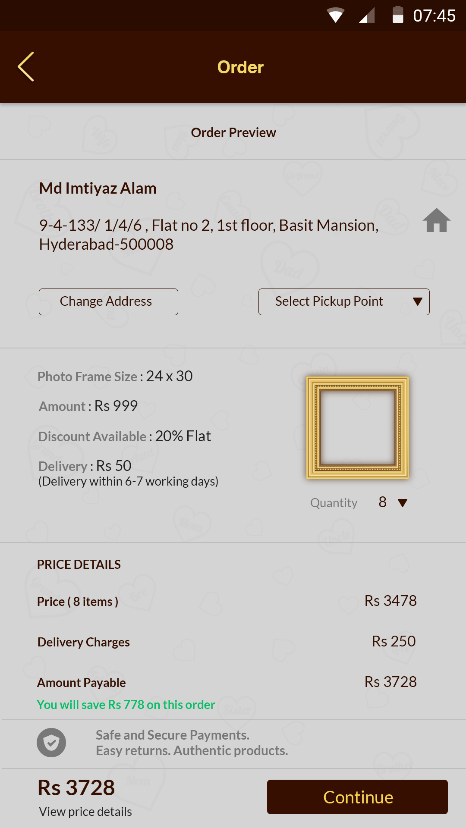 07:45
Order
Order Preview
Md Imtiyaz Alam
9-4-133/ 1/4/6 , Flat no 2, 1st floor, Basit Mansion,
Hyderabad-500008
Change Address
Select Pickup Point
Photo Frame Size : 24 x 30
Amount : Rs 999
Discount Available : 20% Flat
Delivery : Rs 50
(Delivery within 6-7 working days)
Quantity 8
PRICE DETAILS
Price ( 8 items ) Rs 3478
Delivery Charges Rs 250
Amount Payable Rs 3728
You will save Rs 778 on this order
Safe and Secure Payments.
Easy returns. Authentic products.
Rs 3728
View price details
Continue